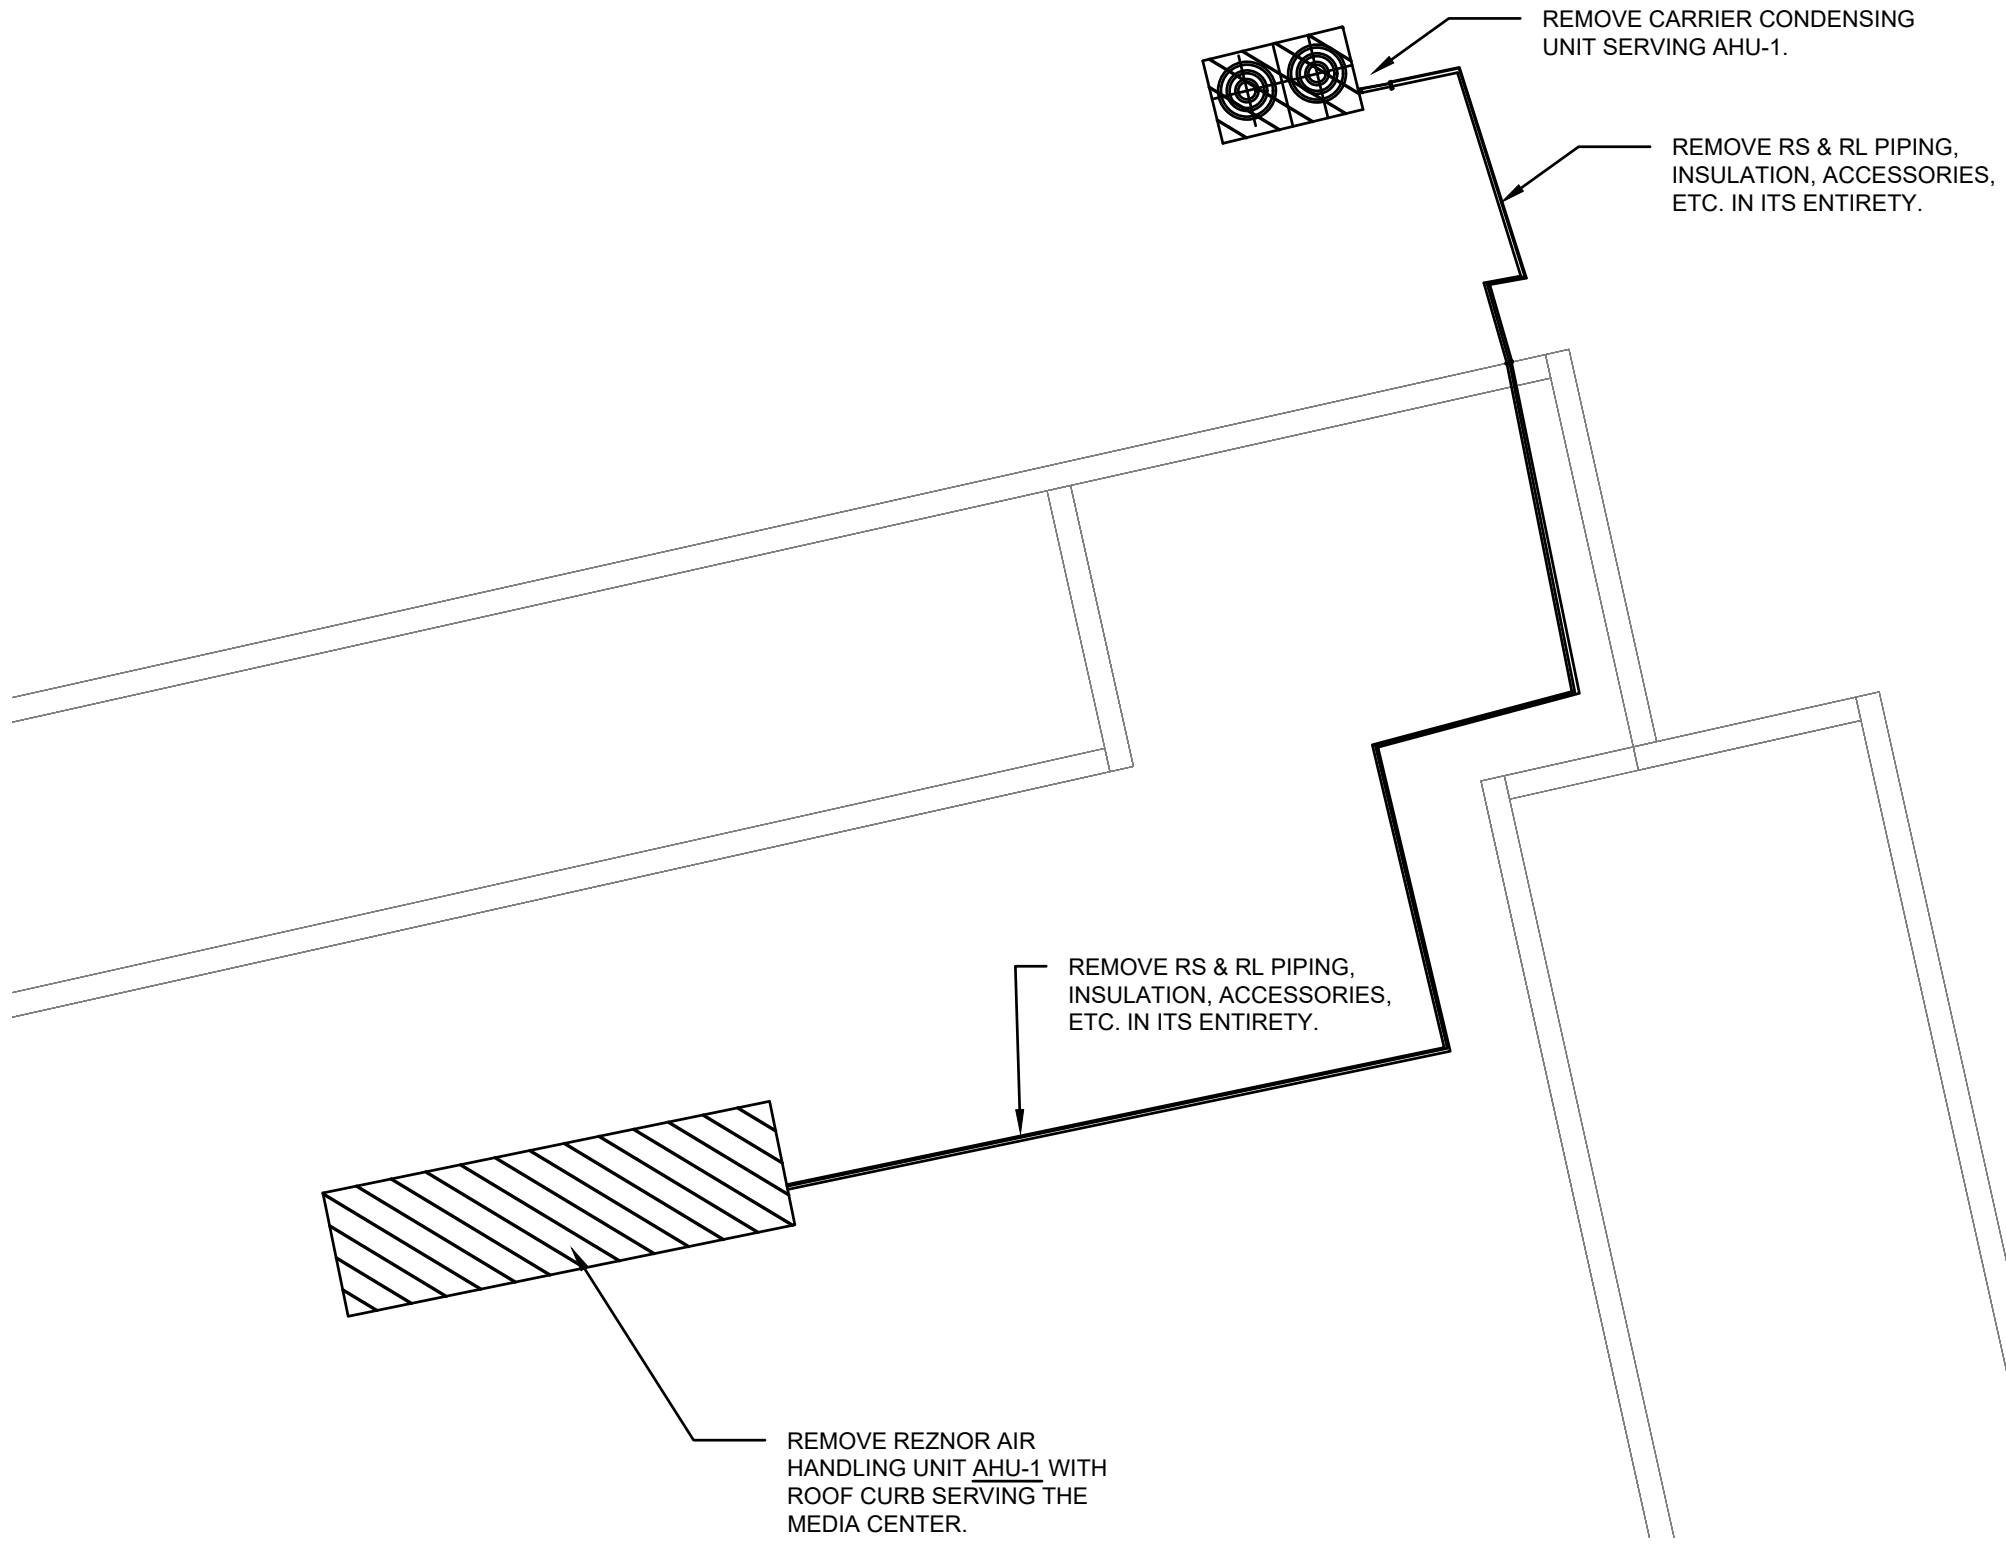 REMOVE CARRIER CONDENSING
UNIT SERVING AHU-1.
REMOVE RS & RL PIPING,
INSULATION, ACCESSORIES,
ETC. IN ITS ENTIRETY.
REMOVE RS & RL PIPING,
INSULATION, ACCESSORIES,
ETC. IN ITS ENTIRETY.
REMOVE REZNOR AIR
HANDLING UNIT AHU-1 WITH
ROOF CURB SERVING THE
MEDIA CENTER.